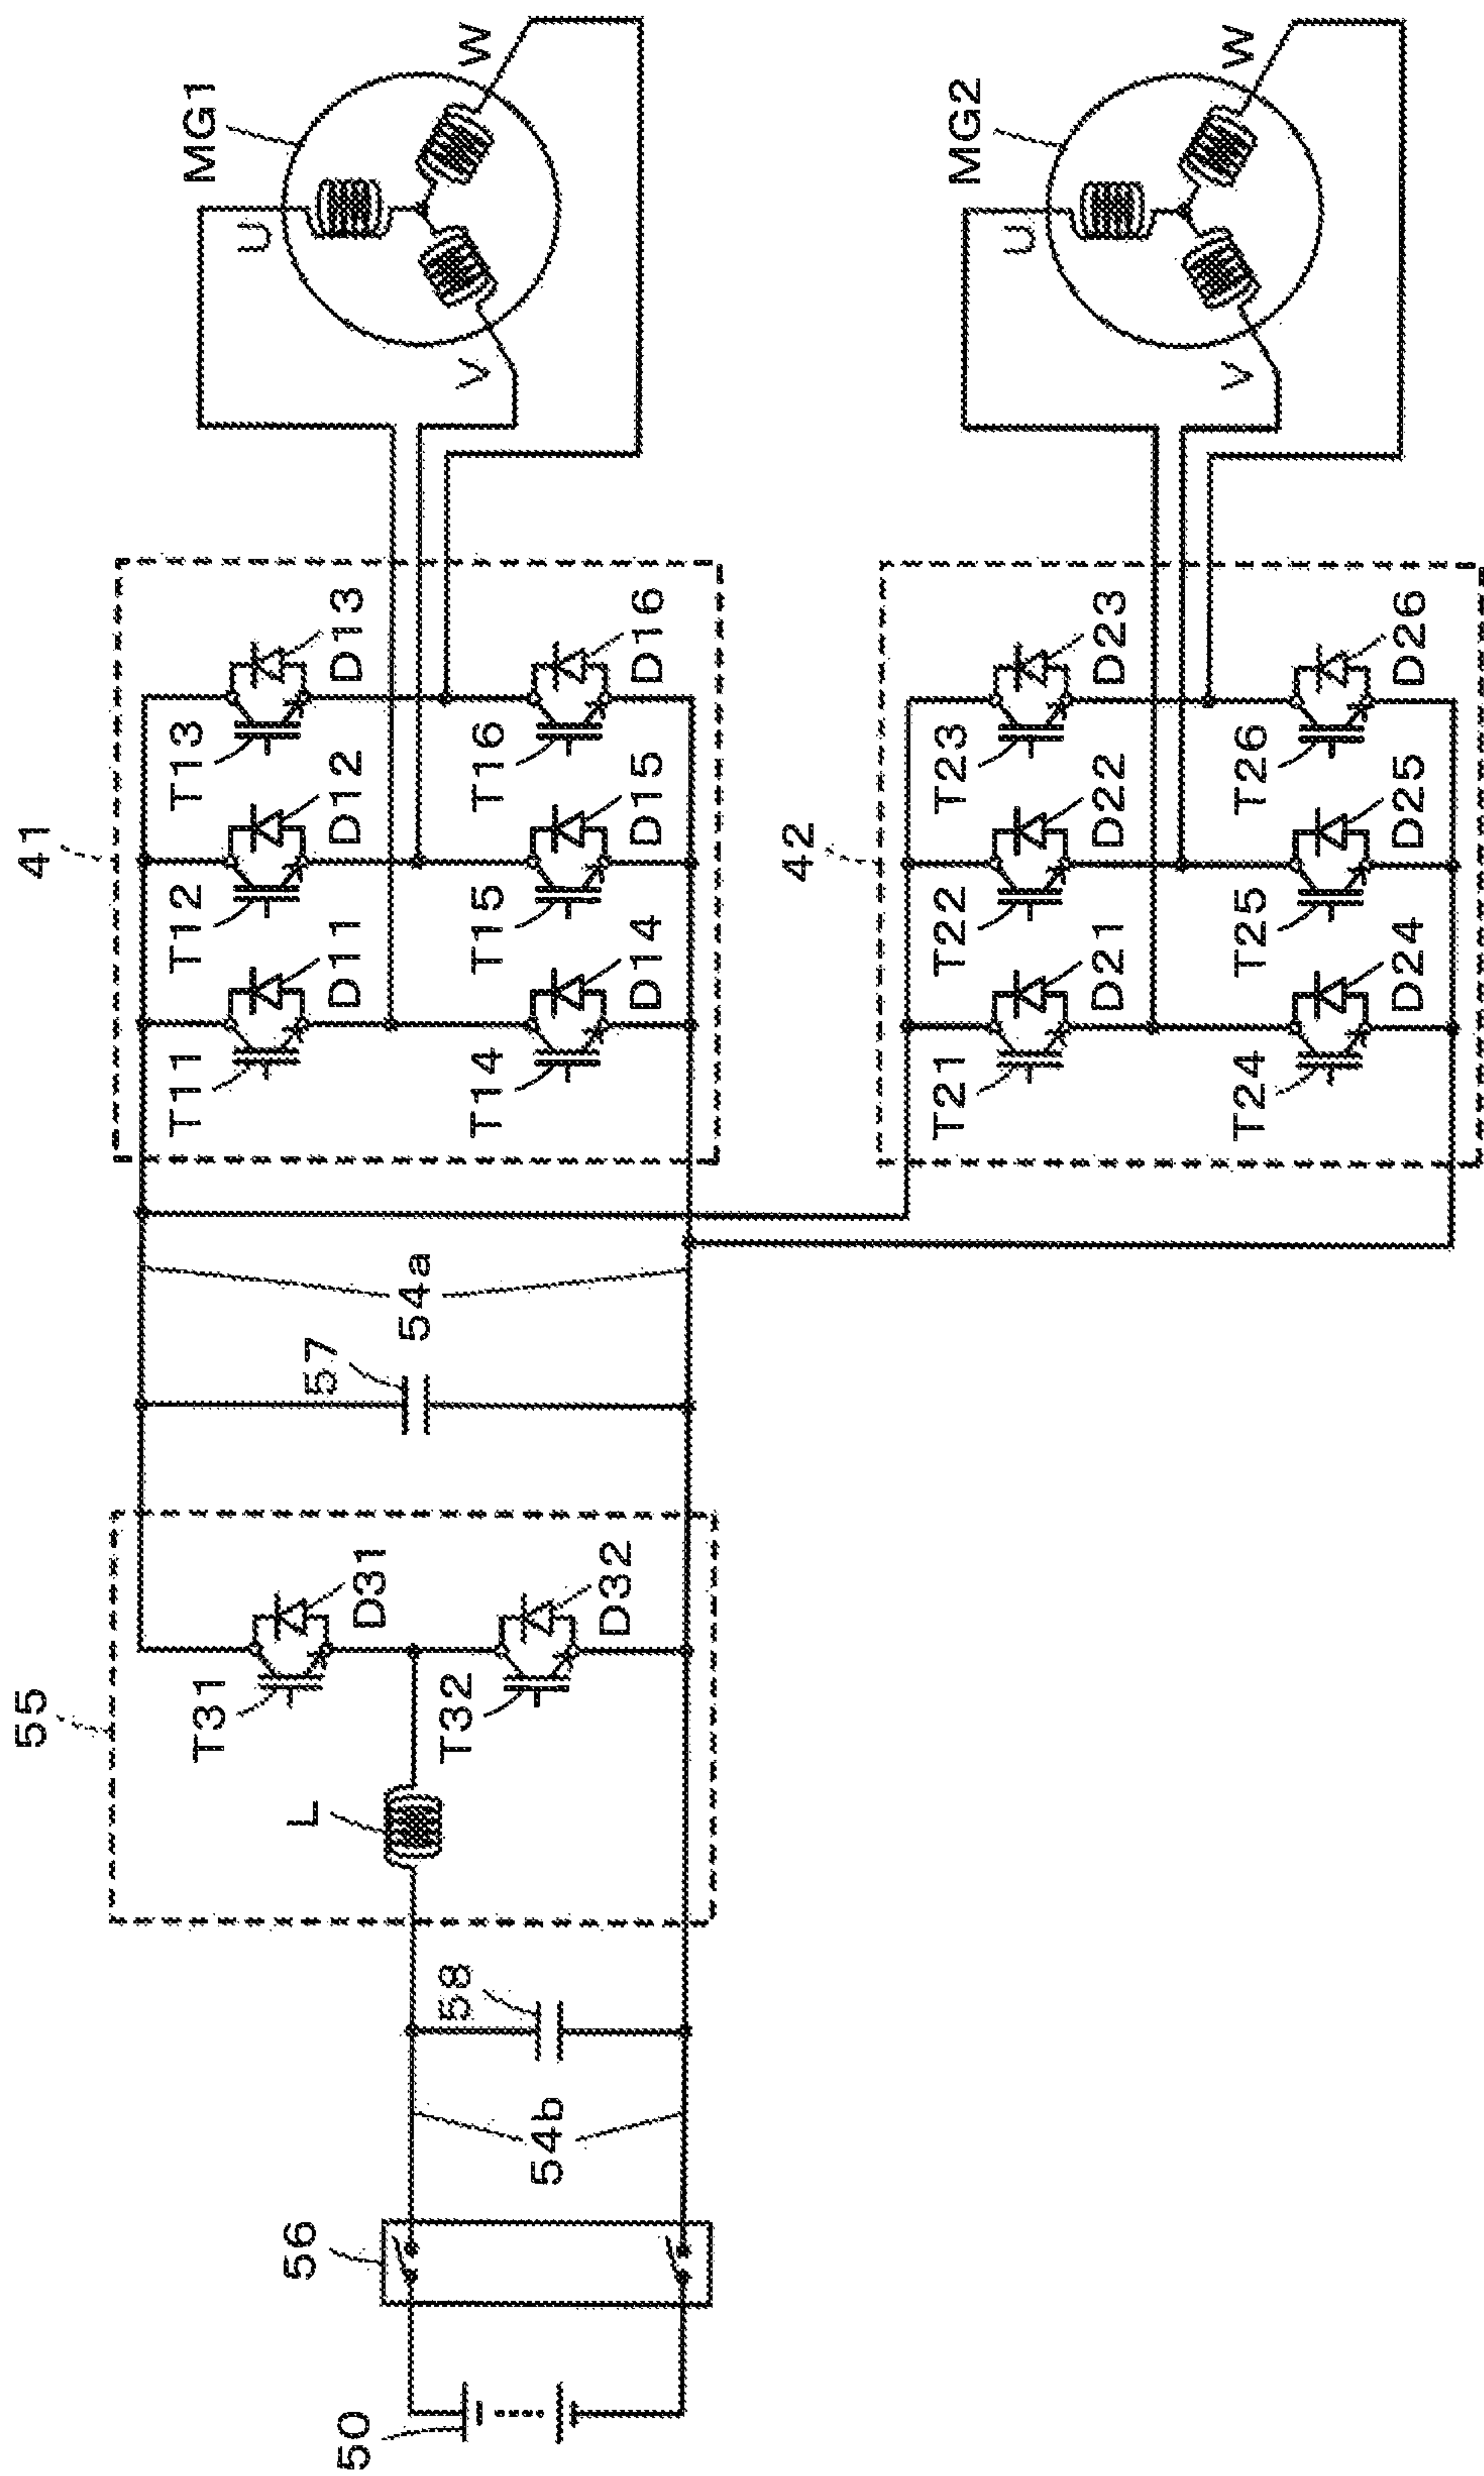 50
56
54b
58
55
L
T31
D31
T32
D32
57
54a
41
T11
D11
T12
D12
T13
D13
T14
D14
T15
D15
T16
D16
MG1
U
V
W
42
T21
D21
T22
D22
T23
D23
T24
D24
T25
D25
T26
D26
MG2
U
V
W